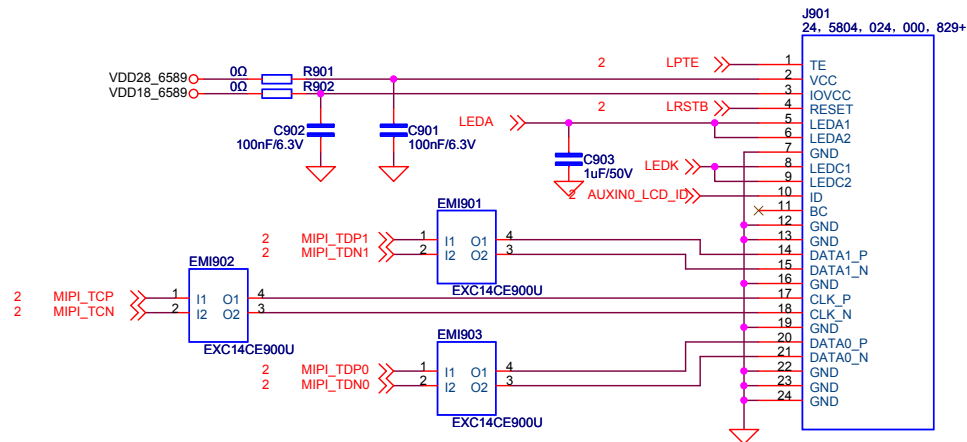 J901
24, 5804, 024, 000, 829+
2 LPTE 1 TE
VDD28_6589 0Ω R901 2 VCC
VDD18_6589 0Ω R902 3 IOVCC
2 LRSTB 4 RESET
LEDA 5 LEDA1
6 LEDA2
C902
100nF/6.3V
C901
100nF/6.3V
C903
1uF/50V
7 GND
LEDK 8 LEDC1
9 LEDC2
2 AUXIN0_LCD_ID 10 ID
11 BC
12 GND
13 GND
EMI901
2 MIPI_TDP1 1 I1 O1 4 14 DATA1_P
2 MIPI_TDN1 2 I2 O2 3 15 DATA1_N
EXC14CE900U
16 GND
EMI902
2 MIPI_TCP 1 I1 O1 4 17 CLK_P
2 MIPI_TCN 2 I2 O2 3 18 CLK_N
EXC14CE900U
19 GND
EMI903
2 MIPI_TDP0 1 I1 O1 4 20 DATA0_P
2 MIPI_TDN0 2 I2 O2 3 21 DATA0_N
EXC14CE900U
22 GND
23 GND
24 GND